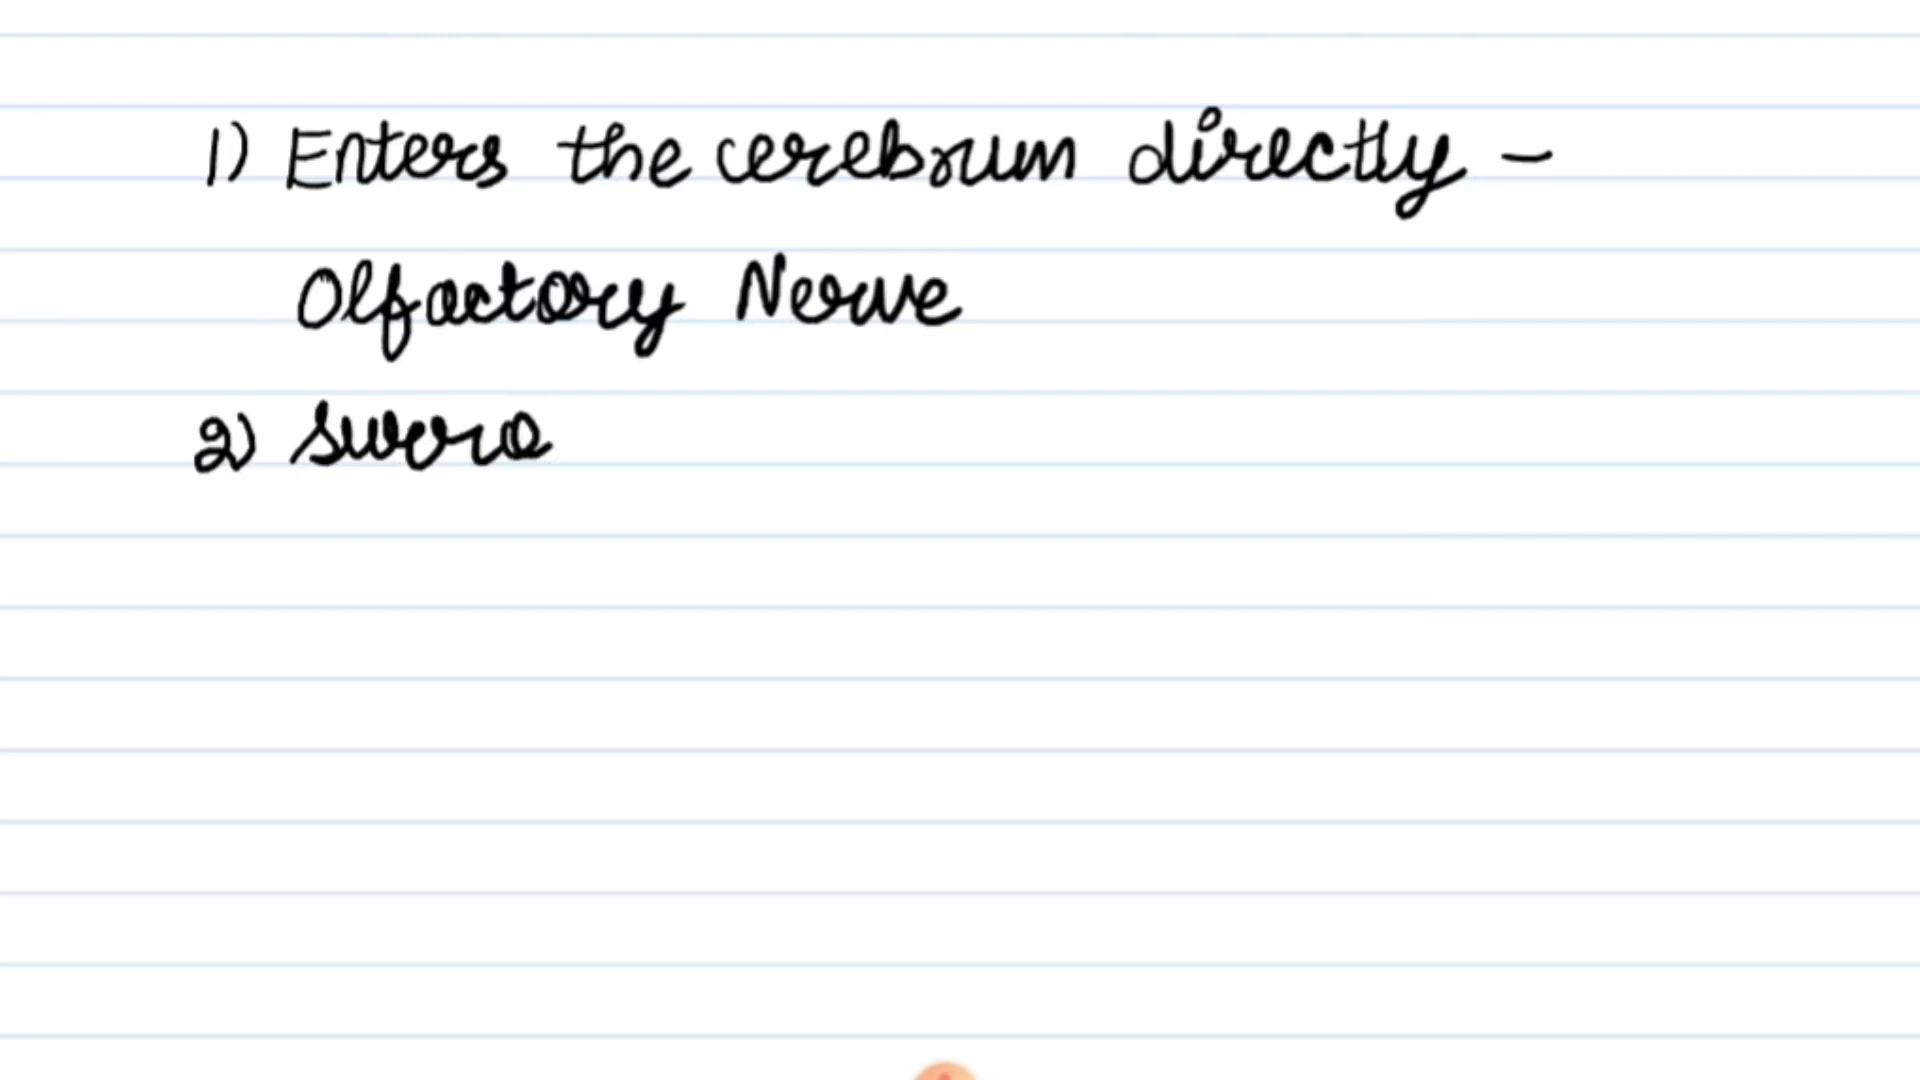 1) Enters the cerebrum directly -
Olfactory Nerve
2)